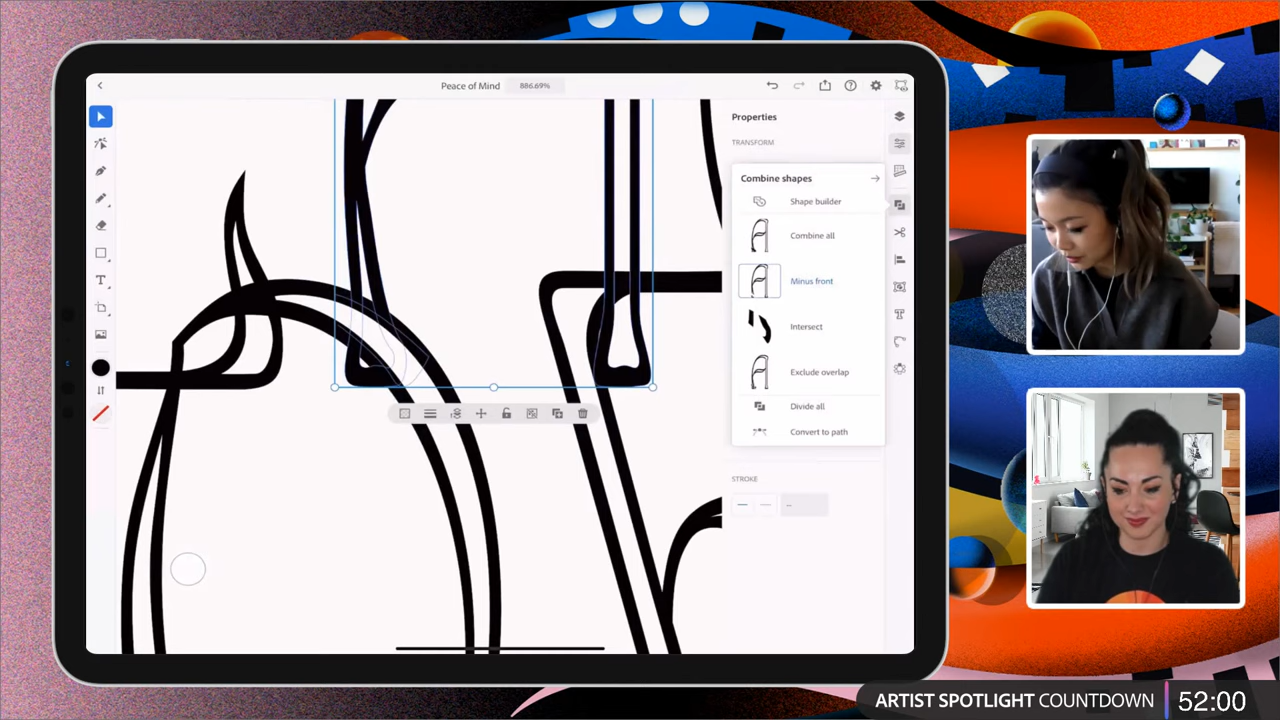 Peace of Mind
886.69%
Properties
TRANSFORM
Combine shapes
Shape builder
Combine all
Minus front
Intersect
Exclude overlap
Divide all
Convert to path
STROKE
ARTIST SPOTLIGHT COUNTDOWN
52:00